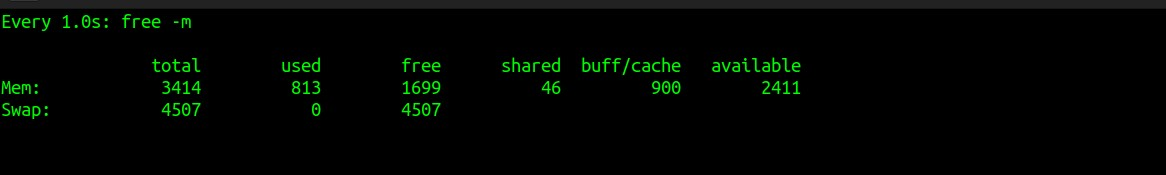 Every 1.0s: free -m
total used free shared buff/cache available
Mem: 3414 813 1699 46 900 2411
Swap: 4507 0 4507